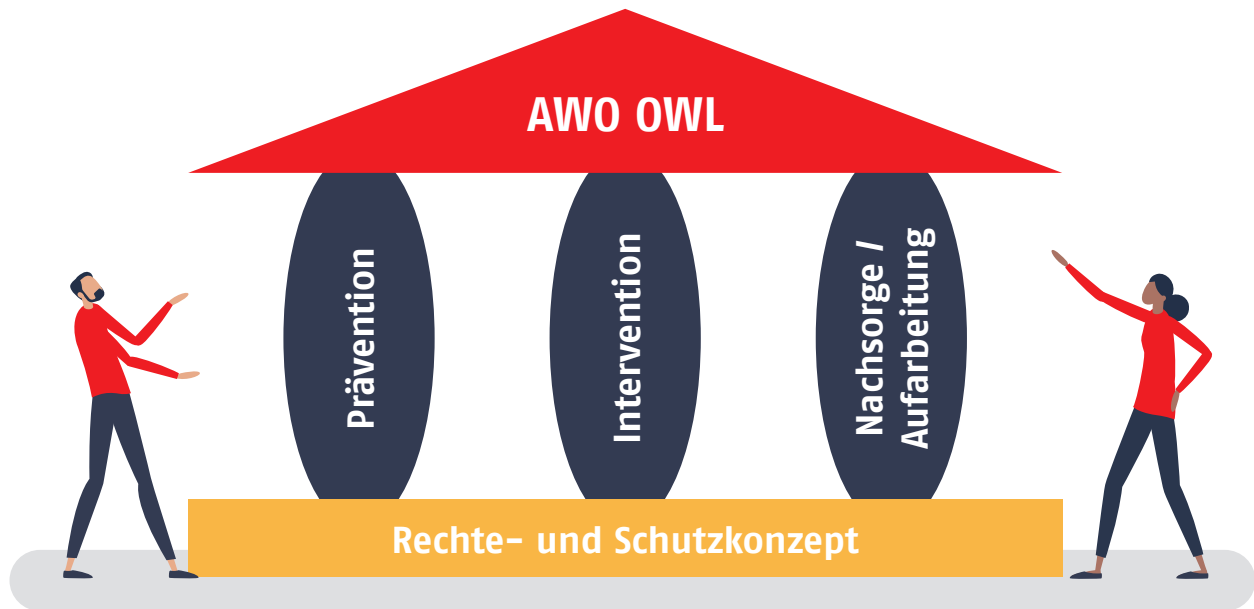 AWO OWL
Prävention
Intervention
Nachsorge /
Aufarbeitung
Rechte- und Schutzkonzept